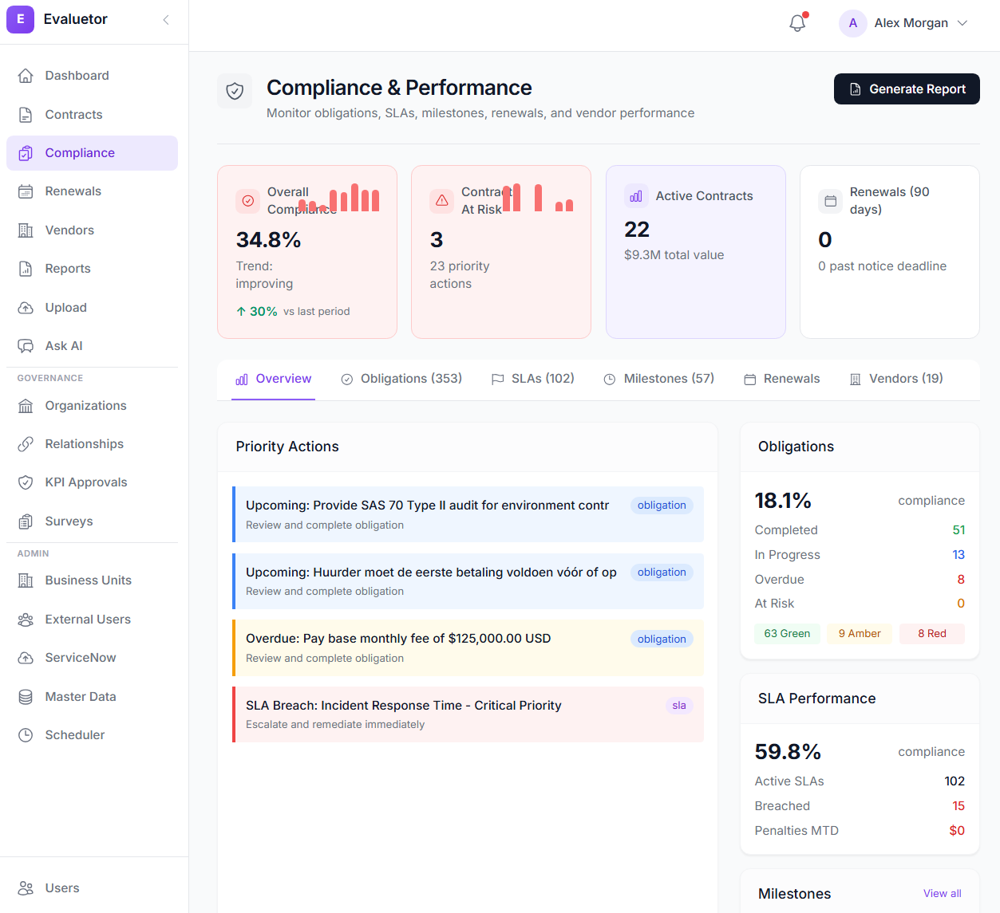 E
Evaluetor
Dashboard
Contracts
Compliance
Renewals
Vendors
Reports
Upload
Ask AI
GOVERNANCE
Organizations
Relationships
KPI Approvals
Surveys
ADMIN
Business Units
External Users
ServiceNow
Master Data
Scheduler
Users
A
Alex Morgan
Compliance & Performance
Monitor obligations, SLAs, milestones, renewals, and vendor performance
Generate Report
Overall
Compliance
34.8%
Trend:
improving
↑ 30% vs last period
Contract
At Risk
3
23 priority
actions
Active Contracts
22
$9.3M total value
Renewals (90
days)
0
0 past notice deadline
Overview
Obligations (353)
SLAs (102)
Milestones (57)
Renewals
Vendors (19)
Priority Actions
Upcoming: Provide SAS 70 Type II audit for environment contr
obligation
Review and complete obligation
Upcoming: Huurder moet de eerste betaling voldoen vóór of op
obligation
Review and complete obligation
Overdue: Pay base monthly fee of $125,000.00 USD
obligation
Review and complete obligation
SLA Breach: Incident Response Time - Critical Priority
sla
Escalate and remediate immediately
Obligations
18.1% compliance
Completed 51
In Progress 13
Overdue 8
At Risk 0
63 Green
9 Amber
8 Red
SLA Performance
59.8% compliance
Active SLAs 102
Breached 15
Penalties MTD $0
Milestones
View all